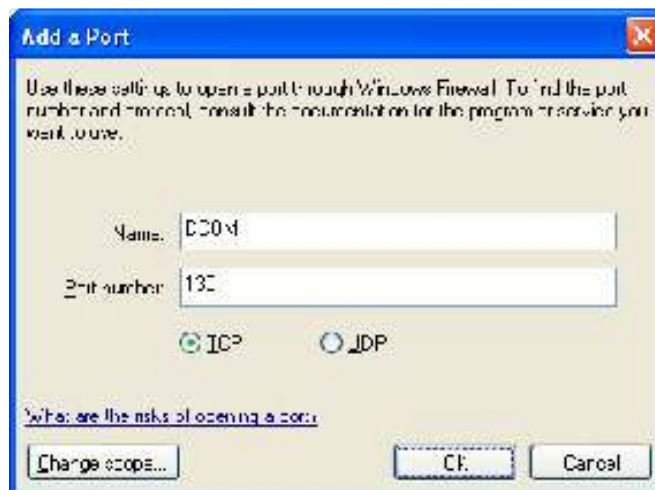 Add a Port
Use these settings to open a port through Windows Firewall. To find the port
number and protocol, consult the documentation for the program or service you
want to use.
Name:
DCOM
Port number:
TCP
UDP
What are the risks of opening a port?
Change scope...
OK
Cancel